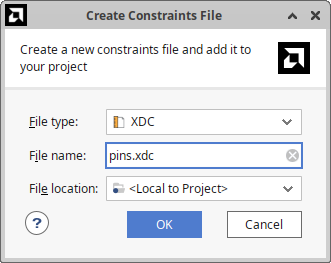 Create Constraints File
Create a new constraints file and add it to
your project
File type: XDC
File name: pins.xdc
File location: <Local to Project>
? OK Cancel